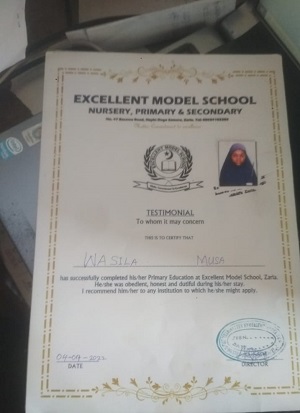 EXCELLENT MODEL SCHOOL
NURSERY, PRIMARY & SECONDARY
TESTIMONIAL
To whom it may concern
THIS IS TO CERTIFY THAT
WASILA MUSA
has successfully completed his/her Primary Education at Excellent Model School, Zaria.
He/she was obedient, honest and dutiful during his/her stay.
I recommend him/her to any institution to which he/she might apply.
DATE
DIRECTOR